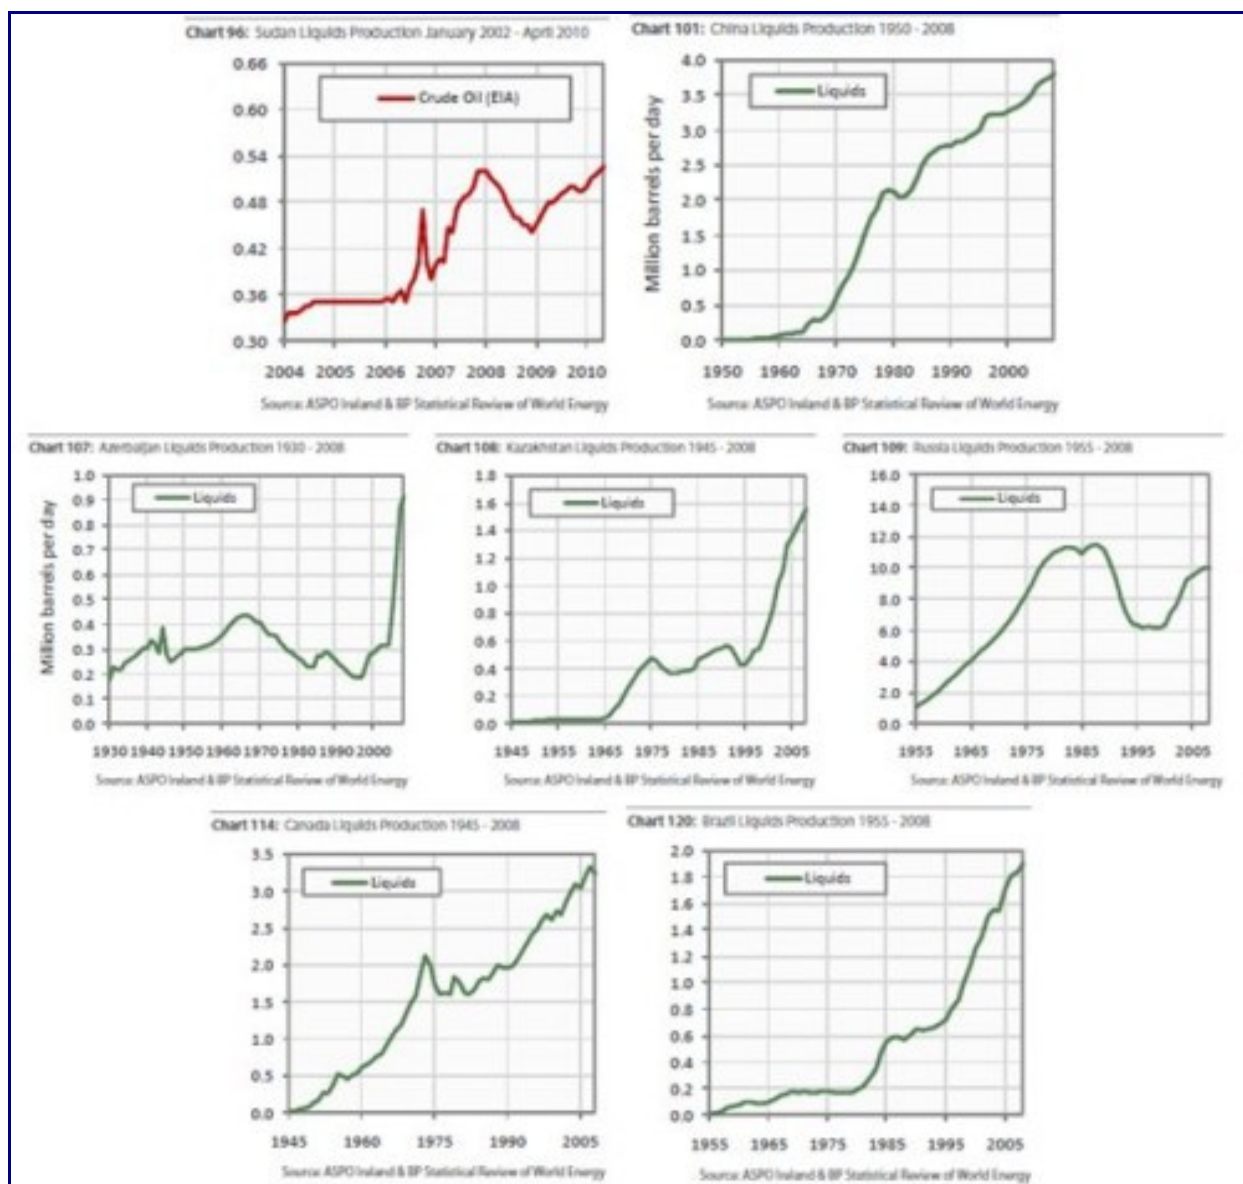 Chart 96: Sudan Liquids Production January 2002 - April 2010
0.66
0.60
0.54
0.48
0.42
0.36
0.30
Crude Oil (EIA)
2004 2005 2006 2007 2008 2009 2010
Source: ASPO Ireland & BP Statistical Review of World Energy
Chart 101: China Liquids Production 1950 - 2008
Million barrels per day
4.0
3.5
3.0
2.5
2.0
1.5
1.0
0.5
0.0
Liquids
1950 1960 1970 1980 1990 2000
Source: ASPO Ireland & BP Statistical Review of World Energy
Chart 107: Azerbaijan Liquids Production 1930 - 2008
Million barrels per day
1.0
0.9
0.8
0.7
0.6
0.5
0.4
0.3
0.2
0.1
0.0
Liquids
1930 1940 1950 1960 1970 1980 1990 2000
Source: ASPO Ireland & BP Statistical Review of World Energy
Chart 108: Kazakhstan Liquids Production 1945 - 2008
1.8
1.6
1.4
1.2
1.0
0.8
0.6
0.4
0.2
0.0
Liquids
1945 1955 1965 1975 1985 1995 2005
Source: ASPO Ireland & BP Statistical Review of World Energy
Chart 109: Russia Liquids Production 1955 - 2008
16.0
14.0
12.0
10.0
8.0
6.0
4.0
2.0
0.0
Liquids
1955 1965 1975 1985 1995 2005
Source: ASPO Ireland & BP Statistical Review of World Energy
Chart 114: Canada Liquids Production 1945 - 2008
3.5
3.0
2.5
2.0
1.5
1.0
0.5
0.0
Liquids
1945 1960 1975 1990 2005
Source: ASPO Ireland & BP Statistical Review of World Energy
Chart 120: Brazil Liquids Production 1955 - 2008
2.0
1.8
1.6
1.4
1.2
1.0
0.8
0.6
0.4
0.2
0.0
Liquids
1955 1965 1975 1985 1995 2005
Source: ASPO Ireland & BP Statistical Review of World Energy